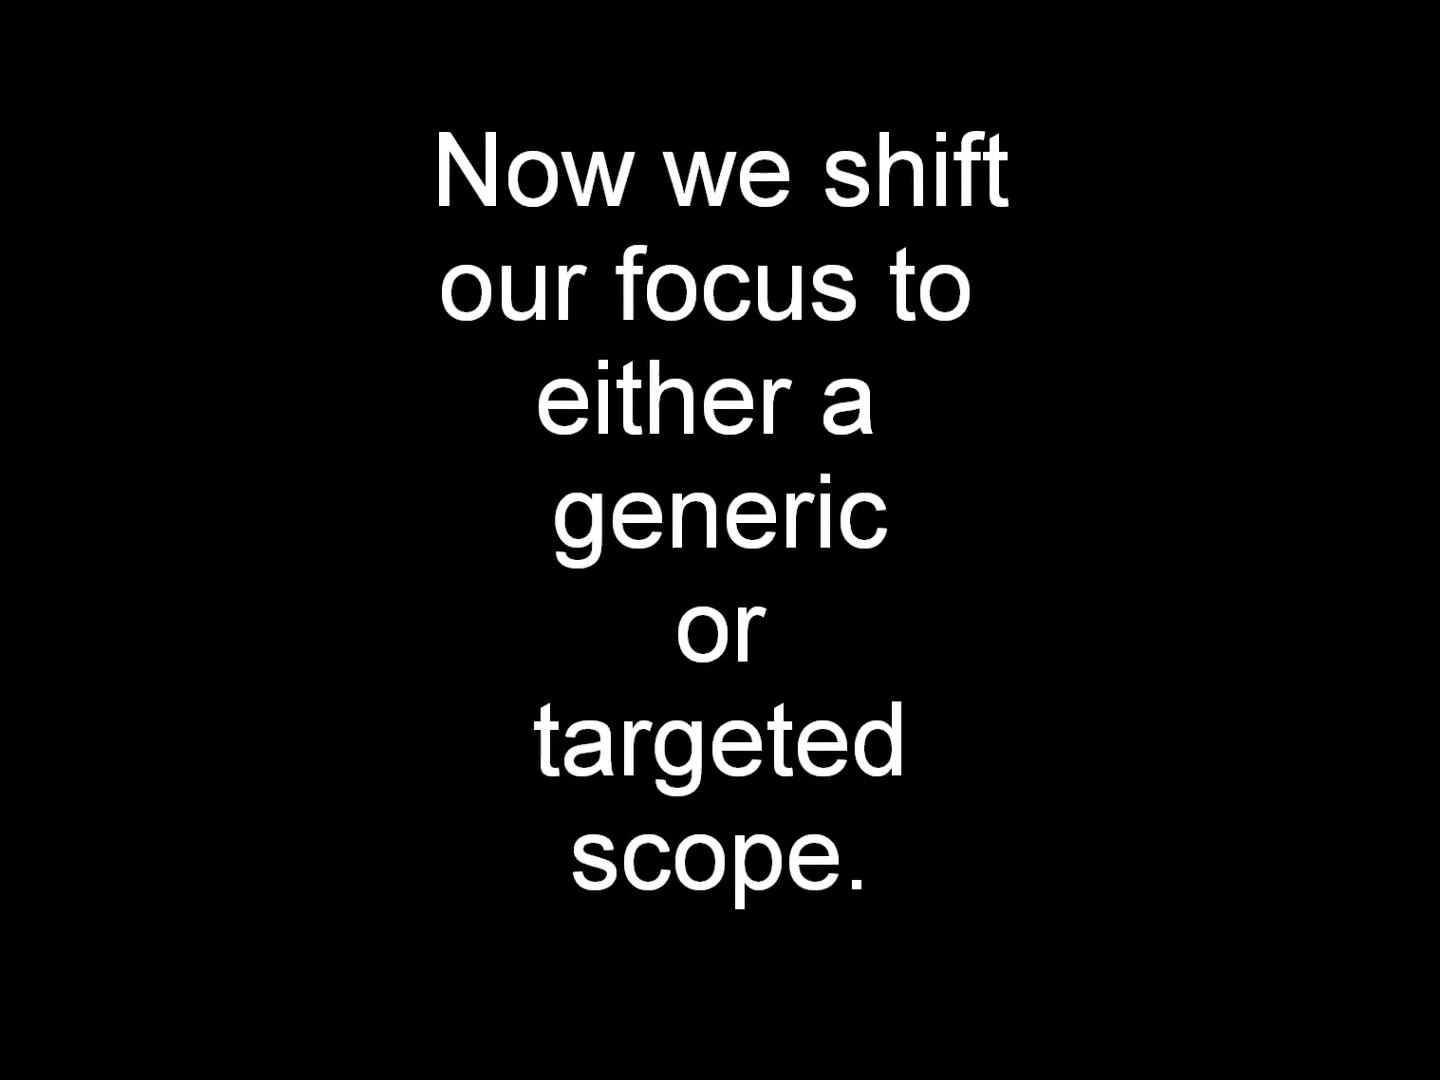 Now we shift
our focus to
either a
generic
or
targeted
scope.